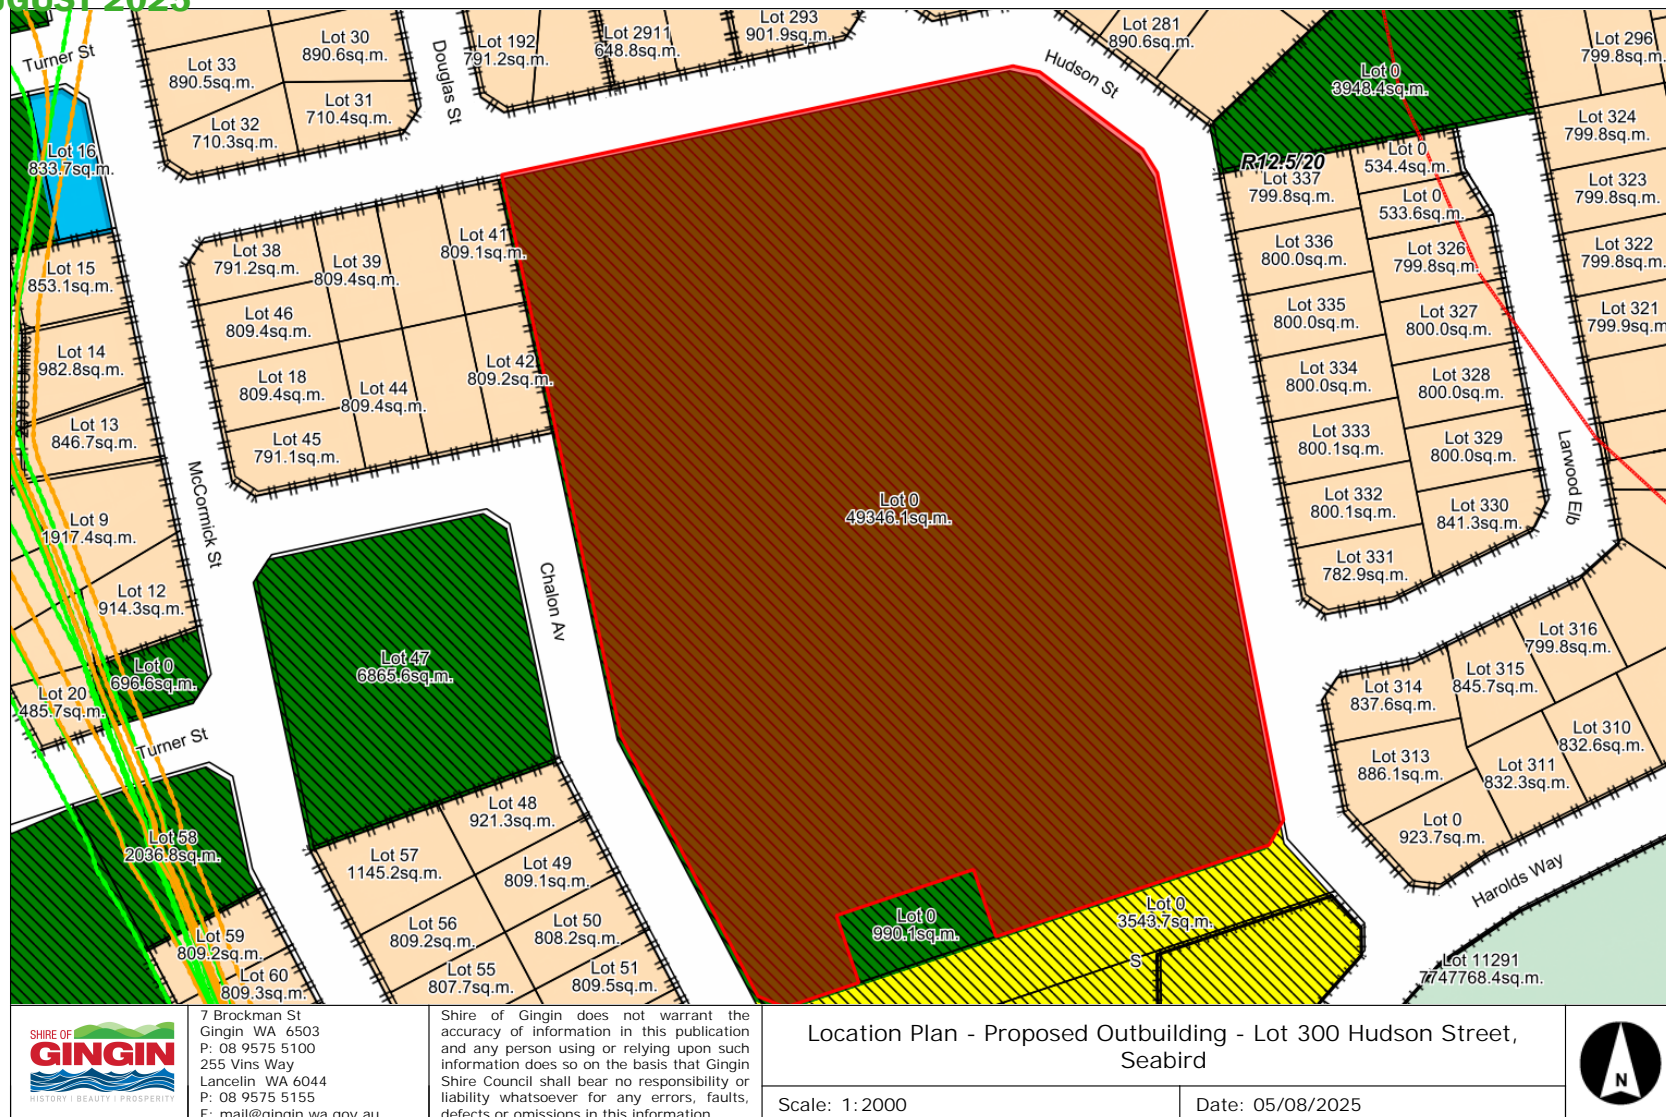 AUGUST 2025
Turner St
Lot 33
890.5sq.m.
Lot 30
890.6sq.m.
Lot 31
710.4sq.m.
Lot 32
710.3sq.m.
Douglas St
Lot 192
791.2sq.m.
Lot 2911
648.8sq.m.
Lot 293
901.9sq.m.
Hudson St
Lot 281
890.6sq.m.
Lot 0
3948.4sq.m.
Lot 296
799.8sq.m.
Lot 324
799.8sq.m.
Lot 323
799.8sq.m.
Lot 322
799.8sq.m.
Lot 321
799.9sq.m
Lot 16
833.7sq.m.
Lot 15
853.1sq.m.
Lot 14
982.8sq.m.
Lot 13
846.7sq.m.
Lot 9
1917.4sq.m.
Lot 12
914.3sq.m.
Lot 0
696.6sq.m.
Lot 20
485.7sq.m.
Turner St
McCormick St
Lot 38
791.2sq.m.
Lot 39
809.4sq.m.
Lot 41
809.1sq.m.
Lot 46
809.4sq.m.
Lot 18
809.4sq.m.
Lot 44
809.4sq.m.
Lot 42
809.2sq.m.
Lot 45
791.1sq.m.
Lot 0
49346.1sq.m.
R12.5/20
Lot 337
799.8sq.m.
Lot 0
534.4sq.m.
Lot 0
533.6sq.m.
Lot 336
800.0sq.m.
Lot 326
799.8sq.m.
Lot 335
800.0sq.m.
Lot 327
800.0sq.m.
Lot 334
800.0sq.m.
Lot 328
800.0sq.m.
Lot 333
800.1sq.m.
Lot 329
800.0sq.m.
Lot 332
800.1sq.m.
Lot 330
841.3sq.m.
Lot 331
782.9sq.m.
Larwood Elb
Chalon Av
Lot 47
6865.6sq.m.
Lot 316
799.8sq.m.
Lot 315
845.7sq.m.
Lot 314
837.6sq.m.
Lot 310
832.6sq.m.
Lot 313
886.1sq.m.
Lot 311
832.3sq.m.
Lot 0
923.7sq.m.
Harolds Way
Lot 58
2036.8sq.m.
Lot 59
809.2sq.m.
Lot 60
809.3sq.m.
Lot 48
921.3sq.m.
Lot 57
1145.2sq.m.
Lot 49
809.1sq.m.
Lot 56
809.2sq.m.
Lot 50
808.2sq.m.
Lot 55
807.7sq.m.
Lot 51
809.5sq.m.
Lot 0
990.1sq.m.
Lot 0
3543.7sq.m.
S
Lot 11291
7747768.4sq.m.
SHIRE OF
GINGIN
HISTORY | BEAUTY | PROSPERITY
7 Brockman St
Gingin WA 6503
P: 08 9575 5100
255 Vins Way
Lancelin WA 6044
P: 08 9575 5155
E: mail@gingin.wa.gov.au
Shire of Gingin does not warrant the
accuracy of information in this publication
and any person using or relying upon such
information does so on the basis that Gingin
Shire Council shall bear no responsibility or
liability whatsoever for any errors, faults,
defects or omissions in this information
Location Plan - Proposed Outbuilding - Lot 300 Hudson Street,
Seabird
Scale: 1:2000
Date: 05/08/2025
N